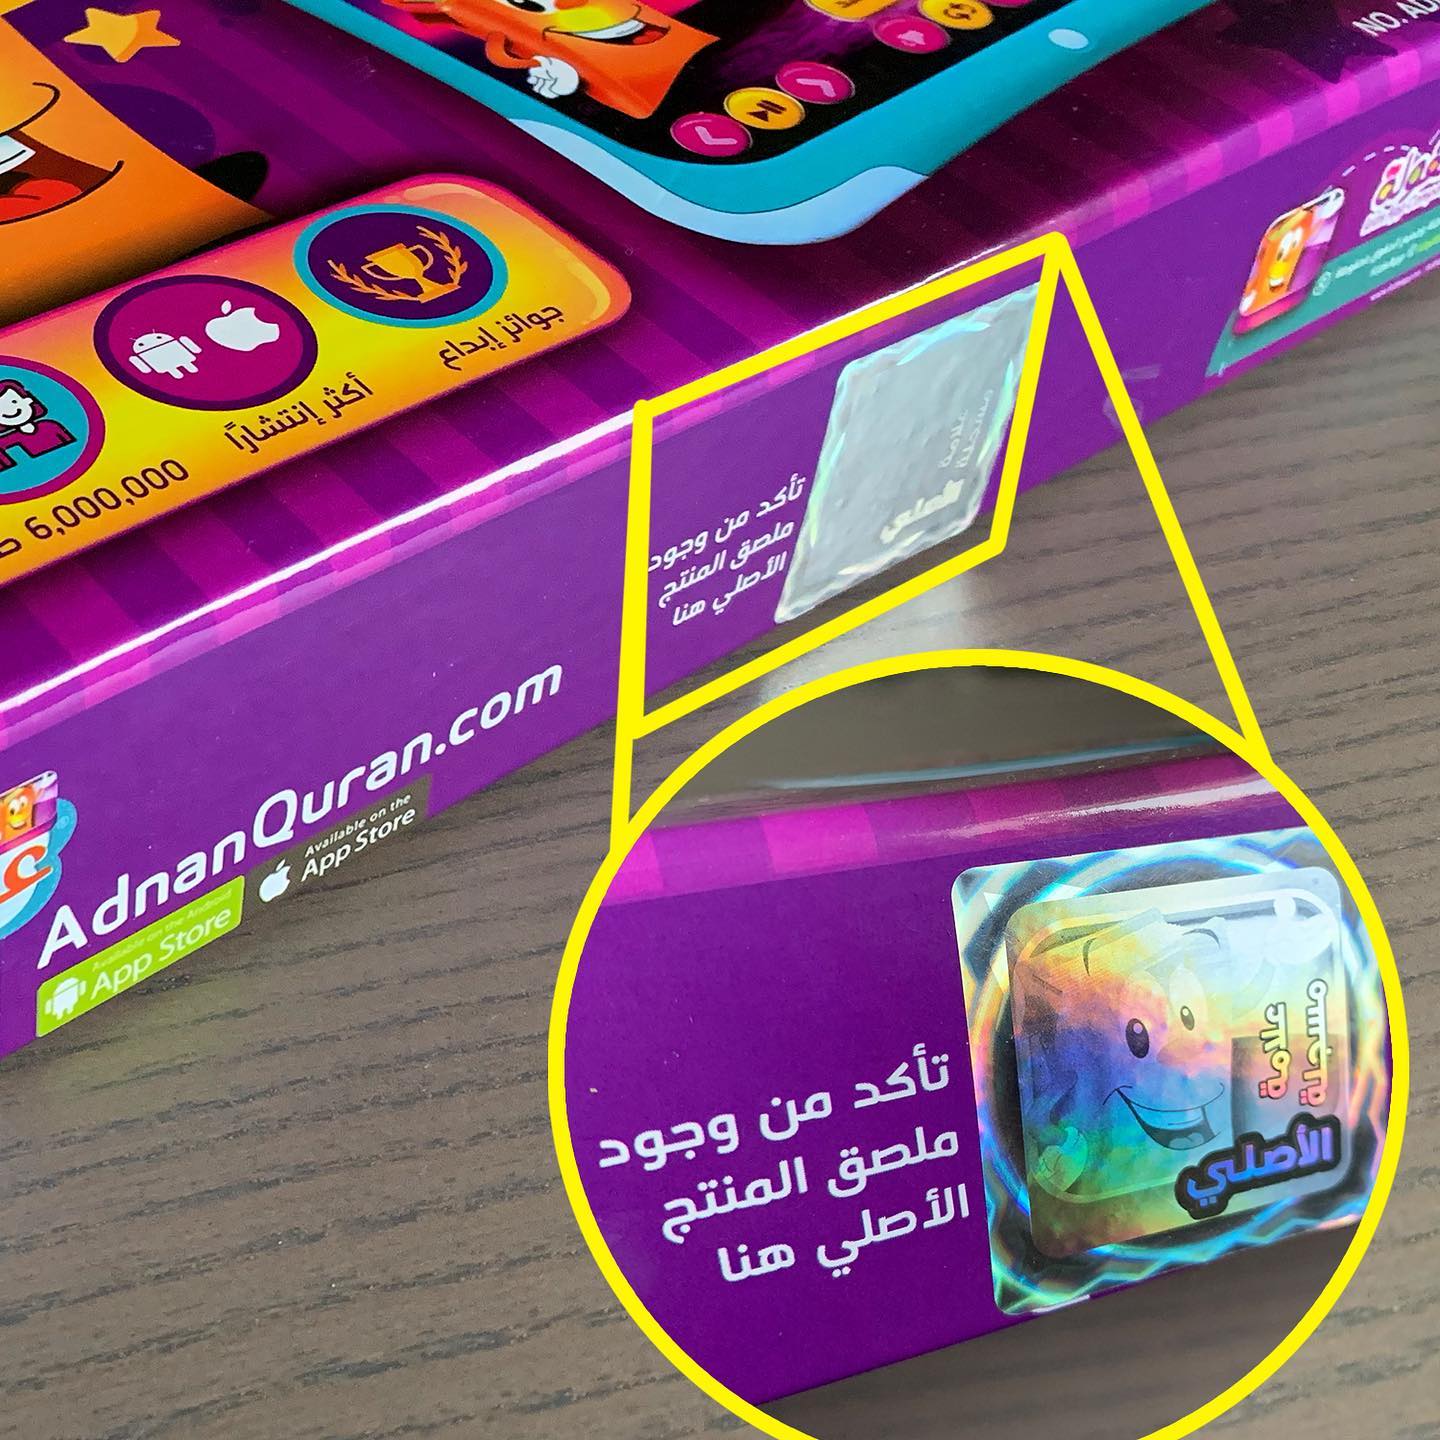 جوائز إبداع
أكثر إنتشاراً
6,000,000
تأكد من وجود
ملصق المنتج
الأصلي هنا
علامة
مسجلة
الأصلي
AdnanQuran.com
Available on the Android
App Store
Available on the
App Store
تأكد من وجود
ملصق المنتج
الأصلي هنا
علامة
مسجلة
الأصلي